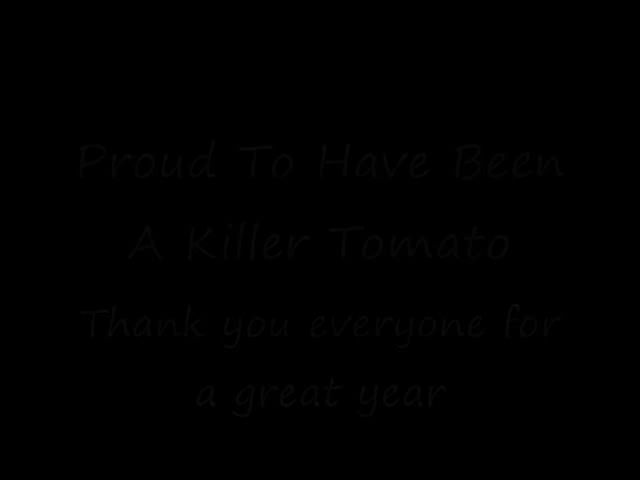 Proud To Have Been
A Killer Tomato
Thank you everyone for
a great year